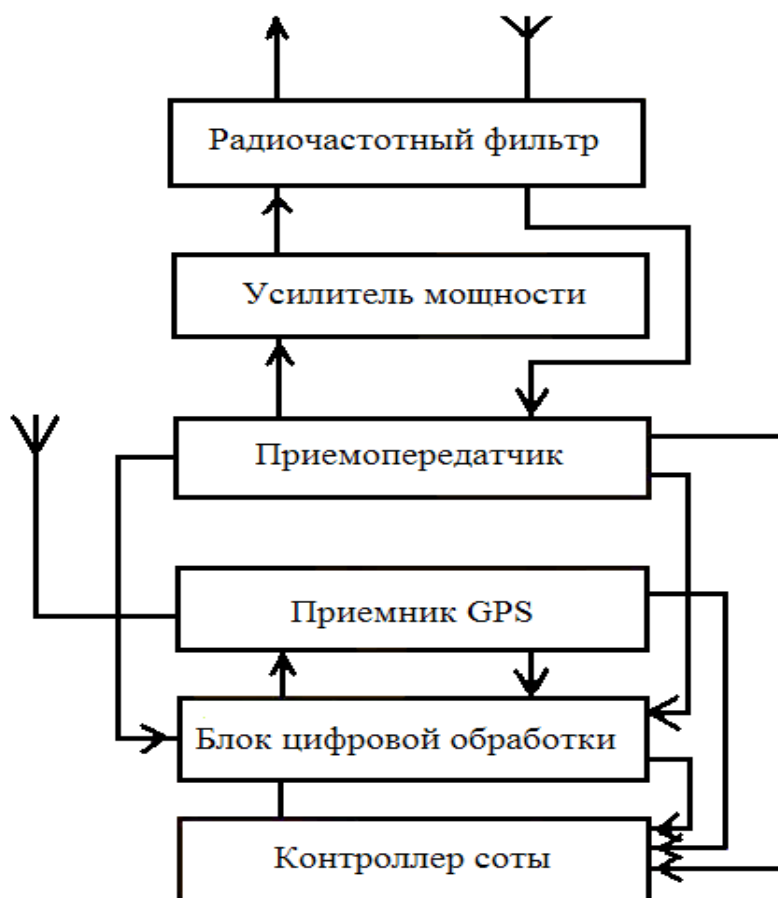 Радиочастотный фильтр
Усилитель мощности
Приемопередатчик
Приемник GPS
Блок цифровой обработки
Контроллер соты